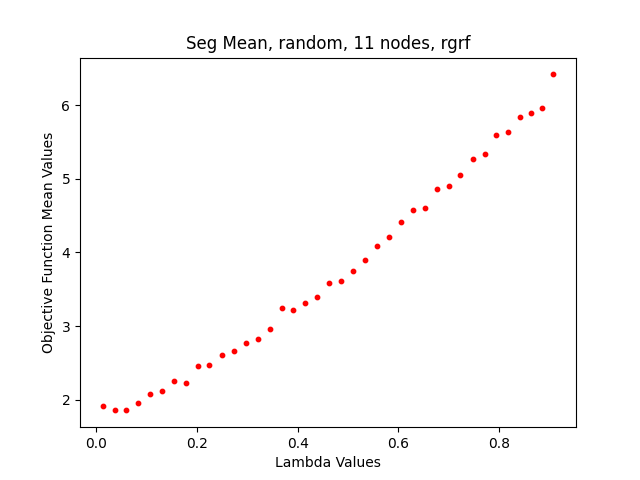 Seg Mean, random, 11 nodes, rgrf
Objective Function Mean Values
6
5
4
3
2
0.0 0.2 0.4 0.6 0.8
Lambda Values